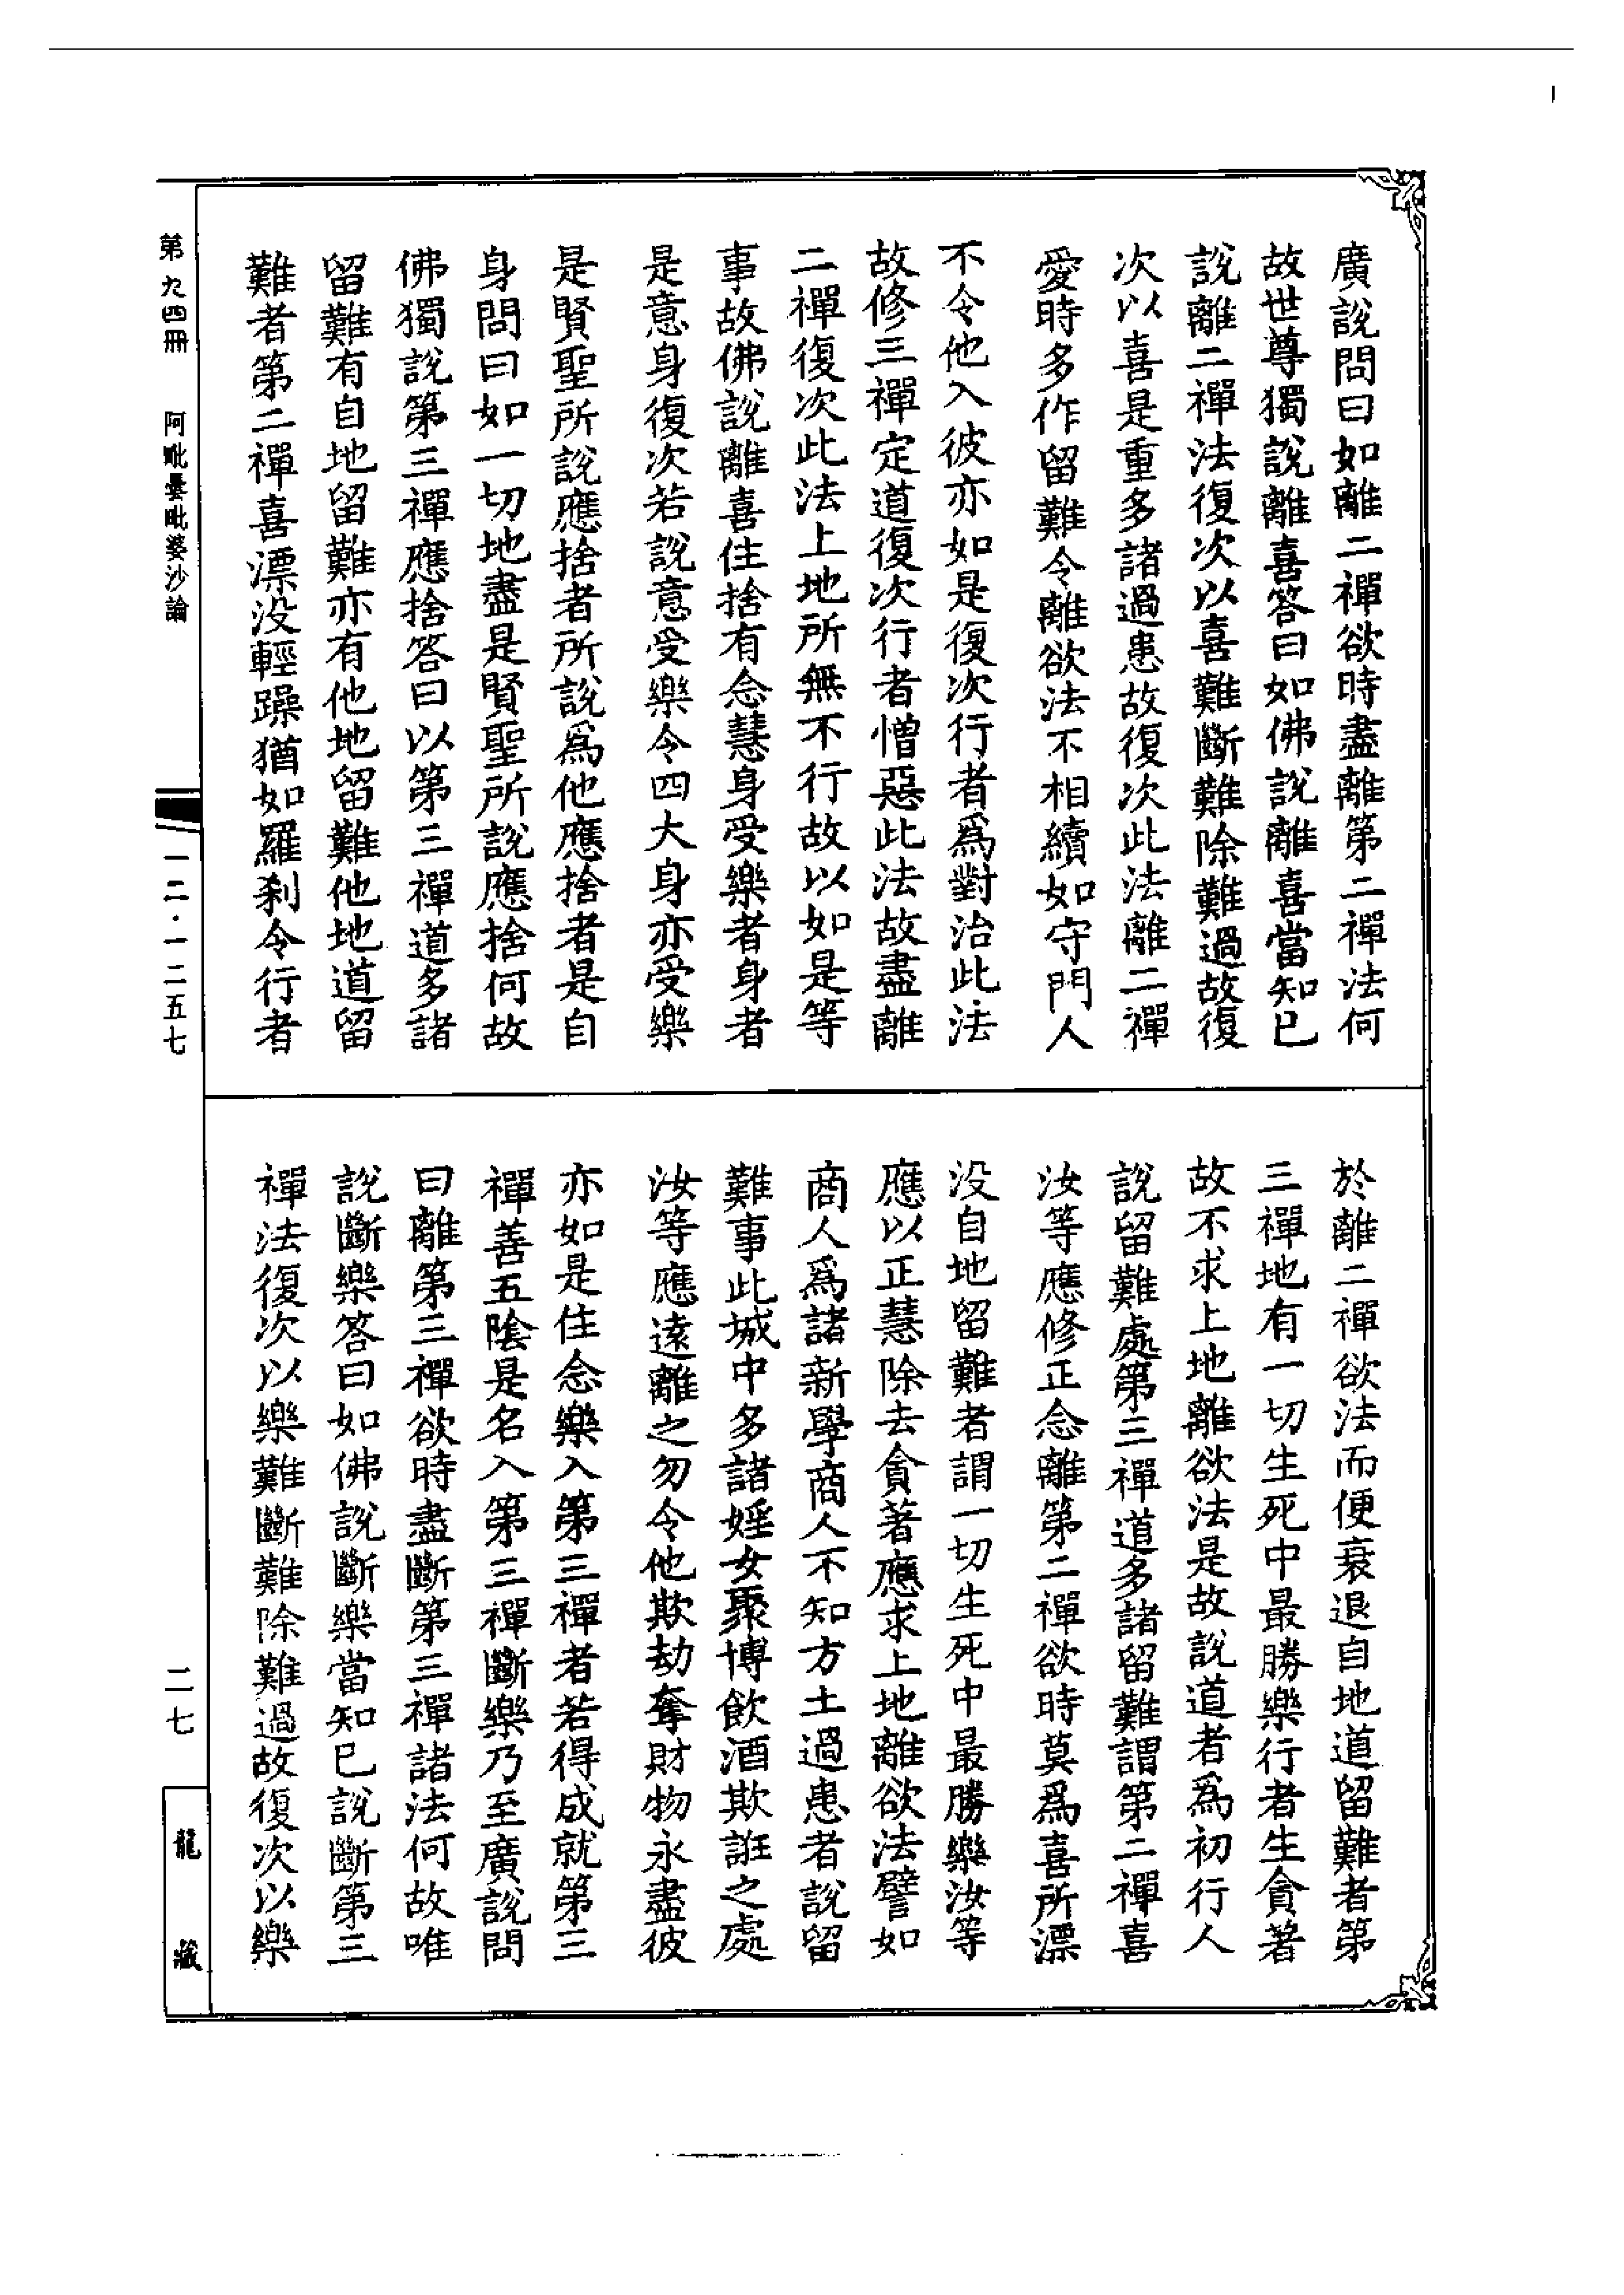 廣說問曰如離二禪欲時盡離第二禪法何
故世尊獨說離喜答曰如佛說離喜當知已
說離二禪法復次以喜難斷難除難過故復
次以喜是重多諸過患故復次此法離二禪
愛時多作留難令離欲法不相續如守門人
不令他入彼亦如是復次行者為對治此法
故修三禪定道復次行者憎惡此法故盡離
二禪復次此法上地所無不行故以如是等
事故佛說離喜住捨有念慧身受樂者身者
是意身復次若說意受樂令四大身亦受樂
是賢聖所說應捨者所說為他應捨者是自
身問曰如一切地盡是賢聖所說應捨何故
佛獨說第三禪應捨答曰以第三禪道多諸
留難有自地留難亦有他地留難他地道留
難者第二禪喜漂没輕躁猶如羅刹令行者
於離二禪欲法而便衰退自地道留難者第
三禪地有一切生死中最勝樂行者生貪著
故不求上地離欲法是故說道者為初行人
說留難處第三禪道多諸留難謂第二禪喜
汝等應修正念離第二禪欲時莫為喜所漂
没自地留難者謂一切生死中最勝樂汝等
應以正慧除去貪著應求上地離欲法譬如
商人為諸新學商人不知方土過患者說留
難事此城中多諸婬女聚博飲酒欺誑之處
汝等應遠離之勿令他欺劫奪財物永盡彼
亦如是住念樂入第三禪者若得成就第三
禪善五陰是名入第三禪斷樂乃至廣說問
曰離第三禪欲時盡斷第三禪諸法何故唯
說斷樂答曰如佛說斷樂當知已說斷第三
禪法復次以樂難斷難除難過故復次以樂
第九四冊　阿毗曇毗婆沙論
一二·一二五七
二七
龍藏